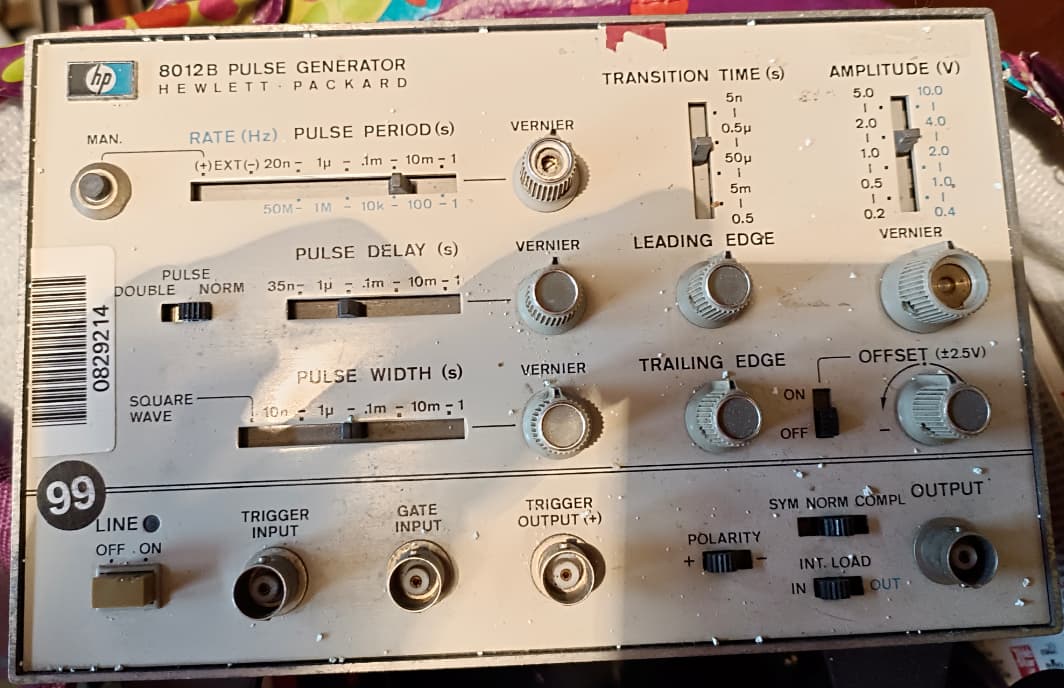 hp
8012B PULSE GENERATOR
HEWLETT · PACKARD
MAN.
RATE (Hz) PULSE PERIOD (s)
(+) EXT (-) 20n - 1µ - .1m - 10m - 1
50M - 1M - 10k - 100 - 1
VERNIER
TRANSITION TIME (s)
5n
0.5µ
50µ
5m
0.5
LEADING EDGE
TRAILING EDGE
AMPLITUDE (V)
5.0 10.0
2.0 4.0
1.0 2.0
0.5 1.0
0.2 0.4
VERNIER
PULSE DELAY (s)
35n - 1µ - .1m - 10m - 1
VERNIER
PULSE
DOUBLE NORM
0829214
PULSE WIDTH (s)
SQUARE
WAVE
10n - 1µ - .1m - 10m - 1
VERNIER
OFFSET (±2.5V)
ON
OFF
-
99
LINE
OFF . ON
TRIGGER
INPUT
GATE
INPUT
TRIGGER
OUTPUT (+)
POLARITY
+ -
SYM NORM COMPL
INT. LOAD
IN OUT
OUTPUT